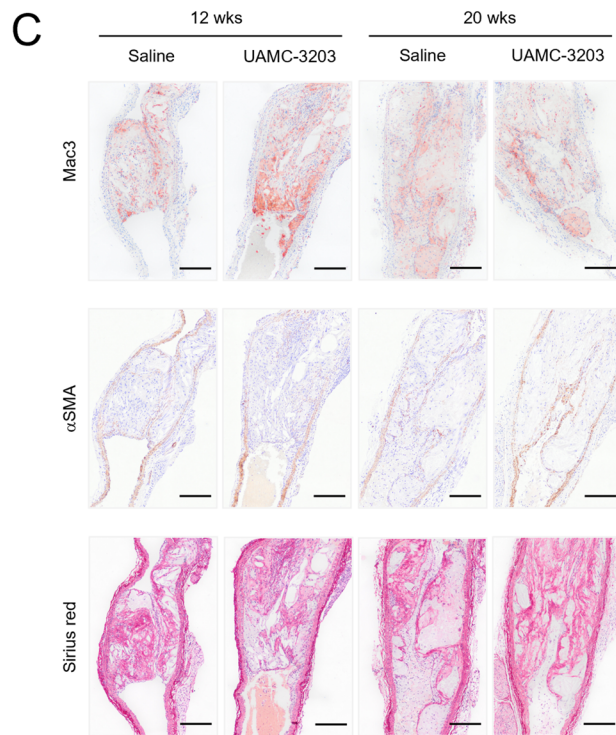 C
12 wks
20 wks
Saline
UAMC-3203
Saline
UAMC-3203
Mac3
αSMA
Sirius red